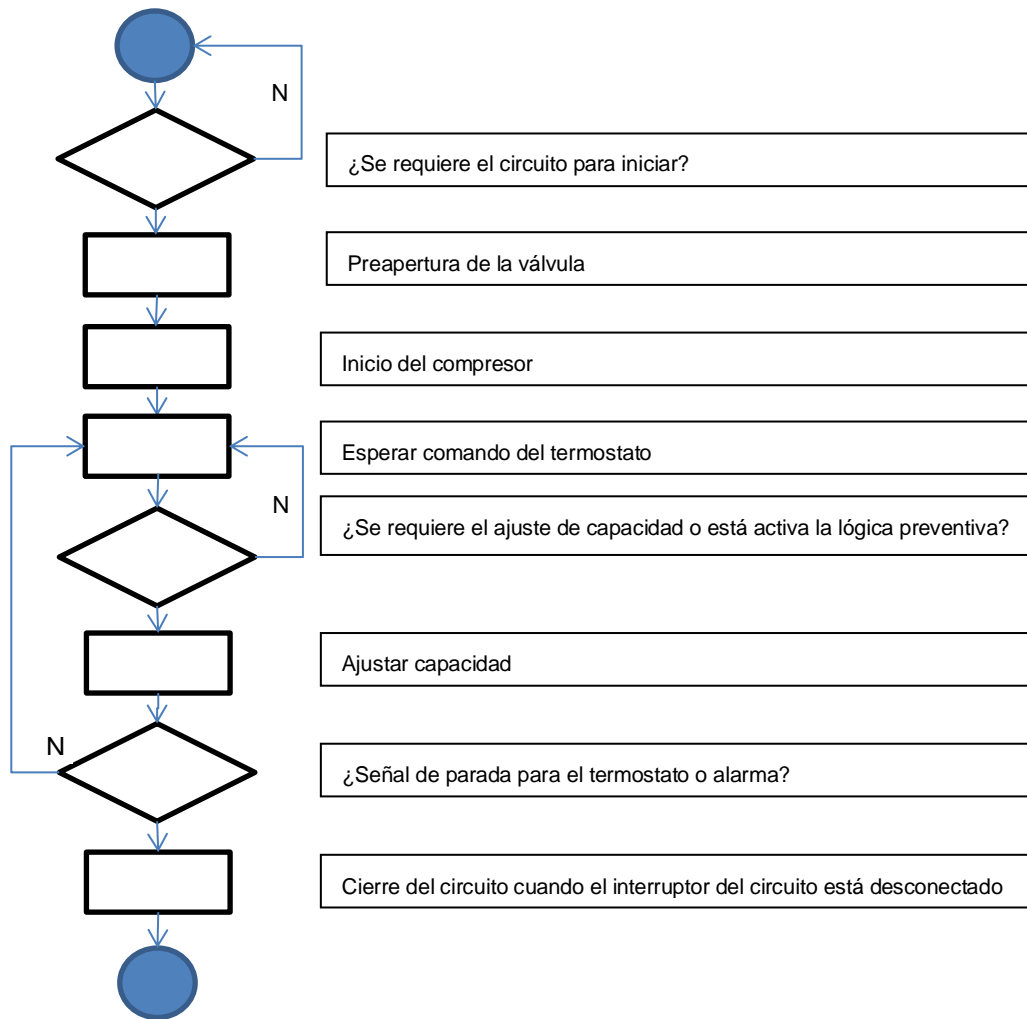 N
¿Se requiere el circuito para iniciar?
Preapertura de la válvula
Inicio del compresor
Esperar comando del termostato
N
¿Se requiere el ajuste de capacidad o está activa la lógica preventiva?
Ajustar capacidad
N
¿Señal de parada para el termostato o alarma?
Cierre del circuito cuando el interruptor del circuito está desconectado